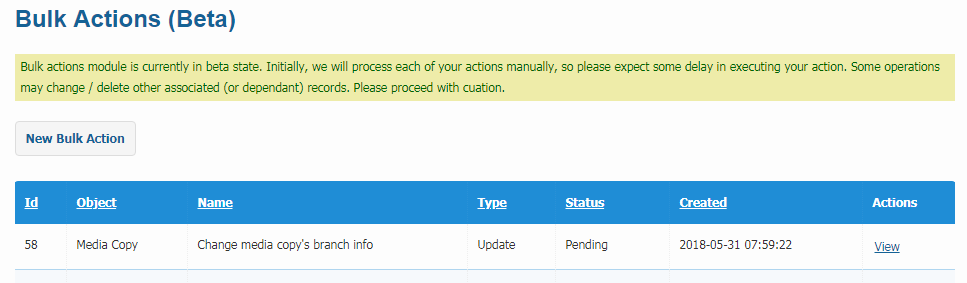 Bulk Actions (Beta)
Bulk actions module is currently in beta state. Initially, we will process each of your actions manually, so please expect some delay in executing your action. Some operations
may change / delete other associated (or dependant) records. Please proceed with cuation.
New Bulk Action
Id Object Name Type Status Created Actions
58 Media Copy Change media copy's branch info Update Pending 2018-05-31 07:59:22 View